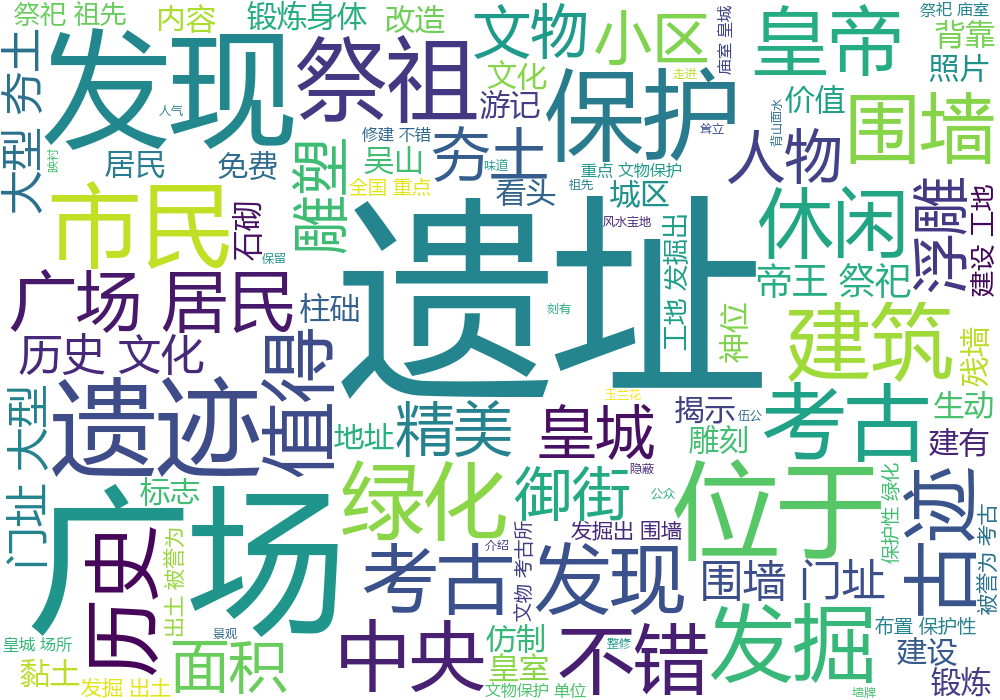 祭祀 祖先
内容
锻炼身体
改造
文物
小区
庙室 皇城
皇帝
祭祀 庙室
背靠
大型 夯土
发现
祭祖
文化
走进
保护
照片
人气
游记
耸立
背山面水
价值
围墙
映衬
居民
免费
雕塑
修建 不错
吴山
夯土
味道
重点 文物保护
人物
全国 重点
看头
祖先
城区
市民
石砌
保留
遗址
风水宝地
工地 发掘出
休闲
浮雕
建设 工地
帝王 祭祀
广场 居民
柱础
刻有
神位
建筑
残墙
历史 文化
值得
大型 门址
遗迹
玉兰花
地址
精美
皇城
揭示
伍公
雕刻
考古
生动
建有
标志
绿化
御街
隐蔽
公众
位于
保护性 绿化
古迹
被誉为 考古
广场
历史
出土 被誉为
考古 发现
介绍
文物 考古所
发掘出 围墙
围墙 门址
景观
皇城 场所
黏土
发掘 出土
面积
中央
仿制
皇室
文物保护 单位
不错
整修
发掘
墙牌
布置 保护性
建设
锻炼